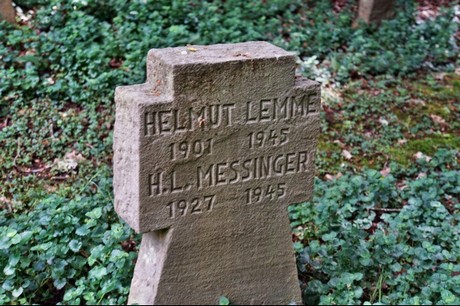 HELMUT LEMME
1901 1945
H.L. MESSINGER
1927 1945